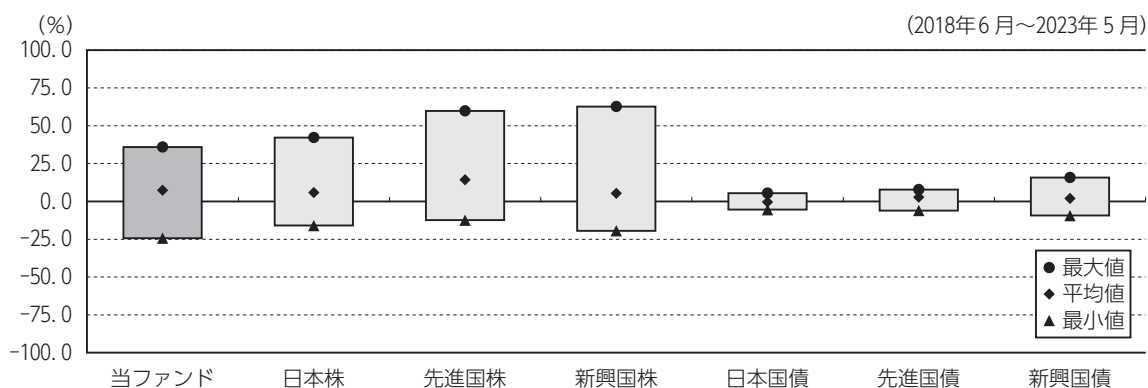 (%)
(2018年6月～2023年5月)
100.0
75.0
50.0
25.0
0.0
-25.0
-50.0
-75.0
-100.0
最大値
平均値
最小値
当ファンド 日本株 先進国株 新興国株 日本国債 先進国債 新興国債